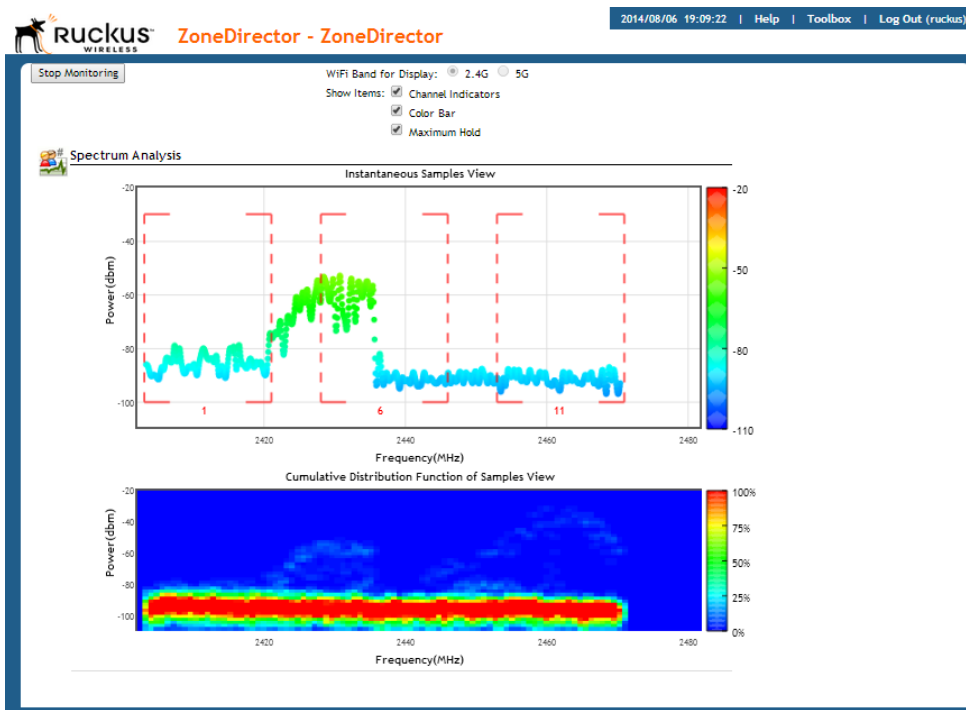 2014/08/06 19:09:22 | Help | Toolbox | Log Out (ruckus)
RUCKUS™ WIRELESS
ZoneDirector - ZoneDirector
Stop Monitoring
WiFi Band for Display: 2.4G 5G
Show Items: Channel Indicators
Color Bar
Maximum Hold
Spectrum Analysis
Instantaneous Samples View
Power(dbm)
-20
-40
-60
-80
-100
1 6 11
2420 2440 2460 2480
Frequency(MHz)
-20
-50
-80
-110
Cumulative Distribution Function of Samples View
Power(dbm)
-20
-40
-60
-80
-100
2420 2440 2460 2480
Frequency(MHz)
100%
75%
50%
25%
0%